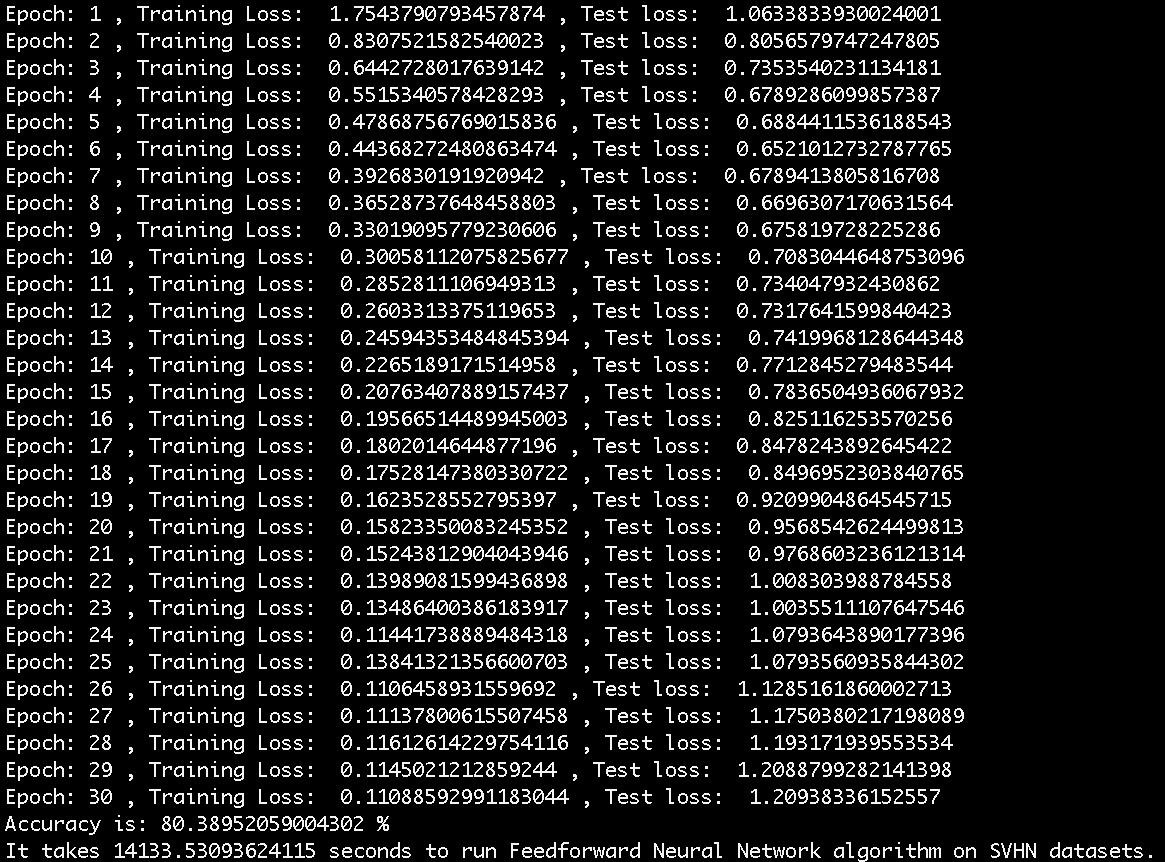 Epoch: 1 , Training Loss: 1.7543790793457874 , Test loss: 1.0633833930024001
Epoch: 2 , Training Loss: 0.8307521582540023 , Test loss: 0.8056579747247805
Epoch: 3 , Training Loss: 0.6442728017639142 , Test loss: 0.7353540231134181
Epoch: 4 , Training Loss: 0.5515340578428293 , Test loss: 0.6789286099857387
Epoch: 5 , Training Loss: 0.47868756769015836 , Test loss: 0.6884411536188543
Epoch: 6 , Training Loss: 0.44368272480863474 , Test loss: 0.6521012732787765
Epoch: 7 , Training Loss: 0.3926830191920942 , Test loss: 0.6789413805816708
Epoch: 8 , Training Loss: 0.36528737648458803 , Test loss: 0.6696307170631564
Epoch: 9 , Training Loss: 0.33019095779230606 , Test loss: 0.675819728225286
Epoch: 10 , Training Loss: 0.30058112075825677 , Test loss: 0.7083044648753096
Epoch: 11 , Training Loss: 0.2852811106949313 , Test loss: 0.734047932430862
Epoch: 12 , Training Loss: 0.2603313375119653 , Test loss: 0.7317641599840423
Epoch: 13 , Training Loss: 0.24594353484845394 , Test loss: 0.7419968128644348
Epoch: 14 , Training Loss: 0.2265189171514958 , Test loss: 0.7712845279483544
Epoch: 15 , Training Loss: 0.20763407889157437 , Test loss: 0.7836504936067932
Epoch: 16 , Training Loss: 0.19566514489945003 , Test loss: 0.825116253570256
Epoch: 17 , Training Loss: 0.1802014644877196 , Test loss: 0.8478243892645422
Epoch: 18 , Training Loss: 0.17528147380330722 , Test loss: 0.8496952303840765
Epoch: 19 , Training Loss: 0.1623528552795397 , Test loss: 0.9209904864545715
Epoch: 20 , Training Loss: 0.15823350083245352 , Test loss: 0.9568542624499813
Epoch: 21 , Training Loss: 0.15243812904043946 , Test loss: 0.9768603236121314
Epoch: 22 , Training Loss: 0.13989081599436898 , Test loss: 1.008303988784558
Epoch: 23 , Training Loss: 0.13486400386183917 , Test loss: 1.0035511107647546
Epoch: 24 , Training Loss: 0.11441738889484318 , Test loss: 1.0793643890177396
Epoch: 25 , Training Loss: 0.13841321356600703 , Test loss: 1.0793560935844302
Epoch: 26 , Training Loss: 0.1106458931559692 , Test loss: 1.1285161860002713
Epoch: 27 , Training Loss: 0.11137800615507458 , Test loss: 1.1750380217198089
Epoch: 28 , Training Loss: 0.11612614229754116 , Test loss: 1.193171939553534
Epoch: 29 , Training Loss: 0.1145021212859244 , Test loss: 1.2088799282141398
Epoch: 30 , Training Loss: 0.11088592991183044 , Test loss: 1.20938336152557
Accuracy is: 80.38952059004302 %
It takes 14133.53093624115 seconds to run Feedforward Neural Network algorithm on SVHN datasets.